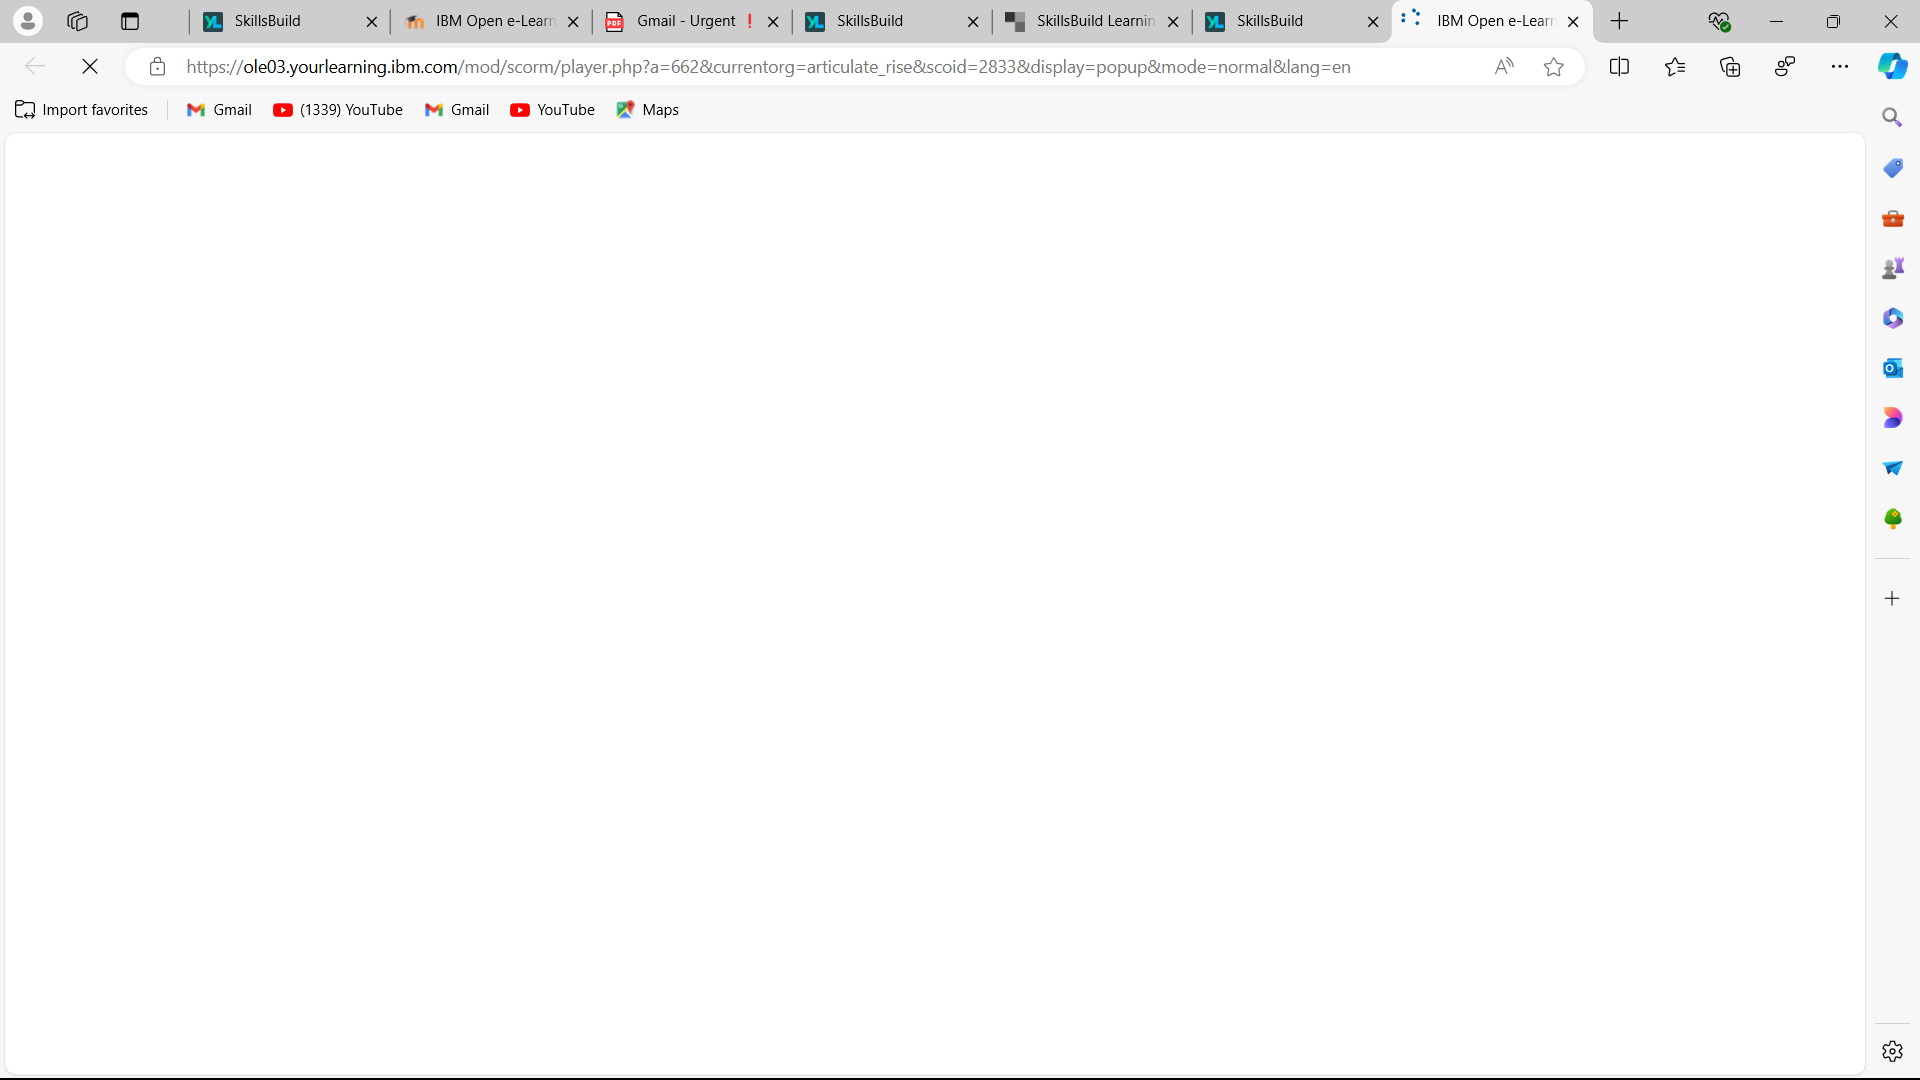 SkillsBuild
IBM Open e-Learn
Gmail - Urgent ❗
SkillsBuild
SkillsBuild Learnin
SkillsBuild
IBM Open e-Learn
https://ole03.yourlearning.ibm.com/mod/scorm/player.php?a=662&currentorg=articulate_rise&scoid=2833&display=popup&mode=normal&lang=en
Import favorites
Gmail
(1339) YouTube
Gmail
YouTube
Maps